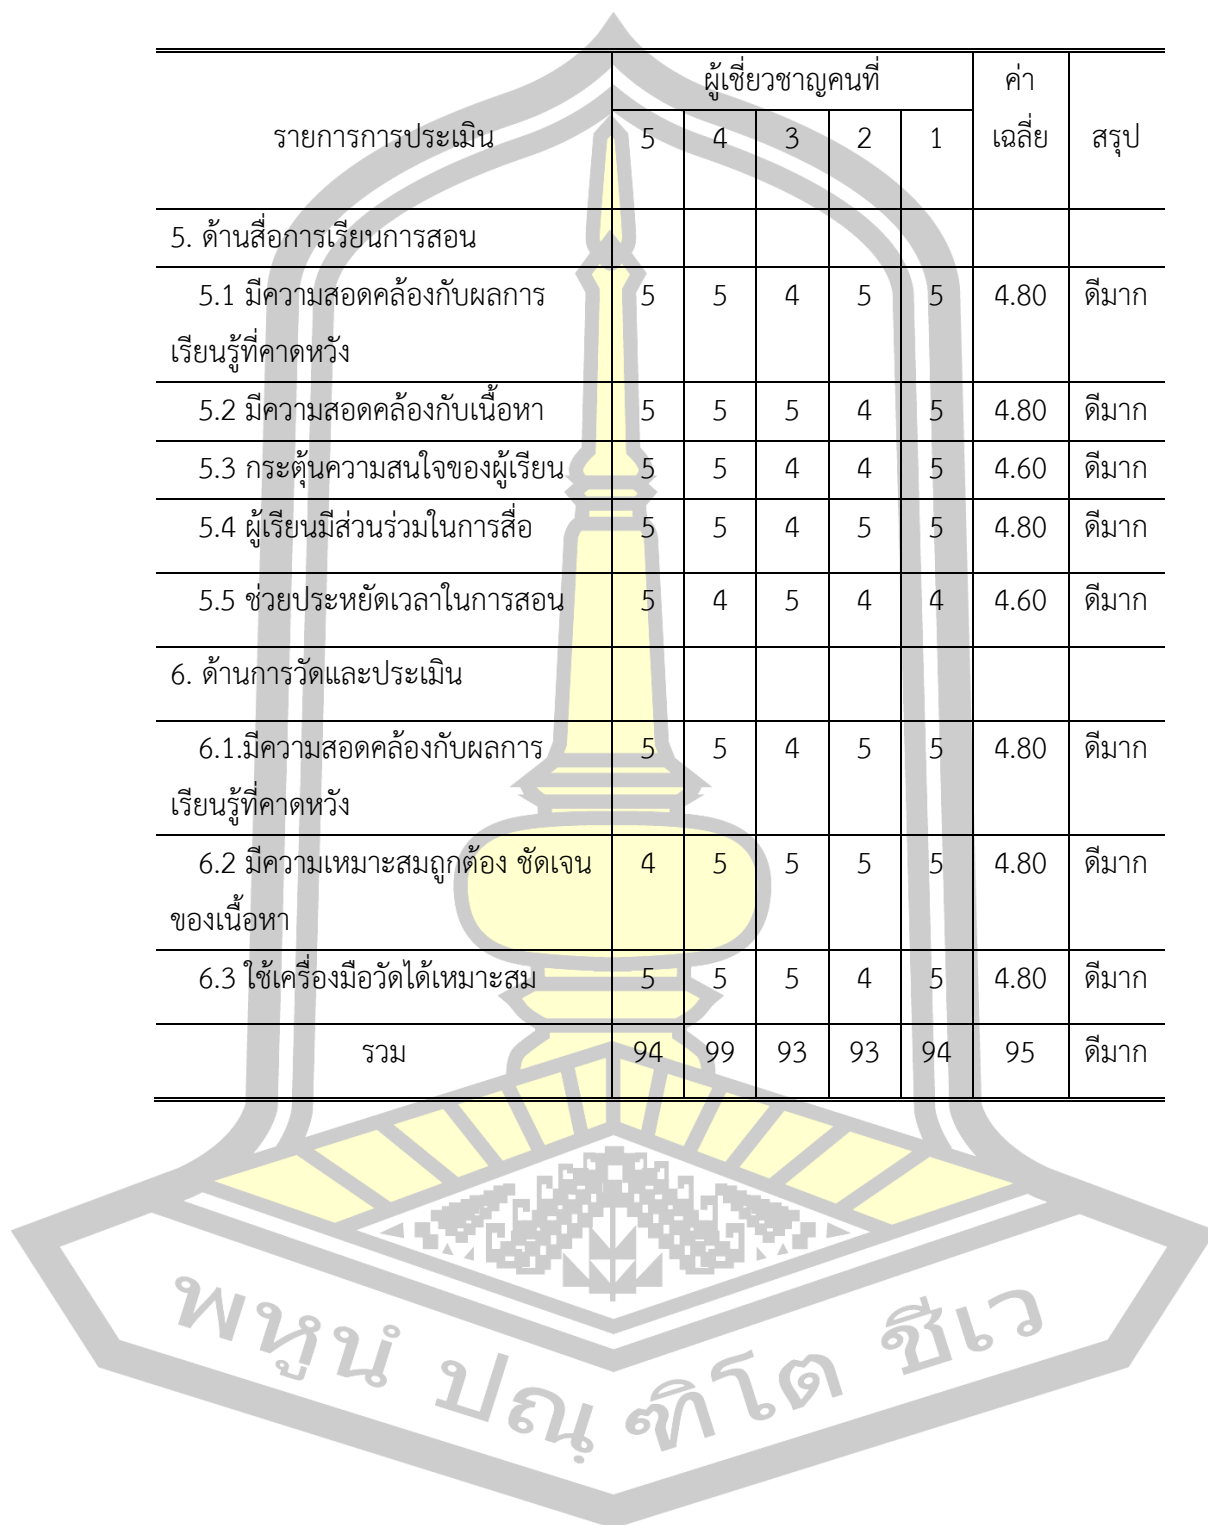 ผู้เชี่ยวชาญคนที่ ค่า
รายการการประเมิน 5 4 3 2 1 เฉลี่ย สรุป
5. ด้านสื่อการเรียนการสอน
5.1 มีความสอดคล้องกับผลการ 5 5 4 5 5 4.80 ดีมาก
เรียนรู้ที่คาดหวัง
5.2 มีความสอดคล้องกับเนื้อหา 5 5 5 4 5 4.80 ดีมาก
5.3 กระตุ้นความสนใจของผู้เรียน 5 5 4 4 5 4.60 ดีมาก
5.4 ผู้เรียนมีส่วนร่วมในการสื่อ 5 5 4 5 5 4.80 ดีมาก
5.5 ช่วยประหยัดเวลาในการสอน 5 4 5 4 4 4.60 ดีมาก
6. ด้านการวัดและประเมิน
6.1.มีความสอดคล้องกับผลการ 5 5 4 5 5 4.80 ดีมาก
เรียนรู้ที่คาดหวัง
6.2 มีความเหมาะสมถูกต้อง ชัดเจน 4 5 5 5 5 4.80 ดีมาก
ของเนื้อหา
6.3 ใช้เครื่องมือวัดได้เหมาะสม 5 5 5 4 5 4.80 ดีมาก
รวม 94 99 93 93 94 95 ดีมาก
พหูนํ ปณฺฑิโต ชีเว